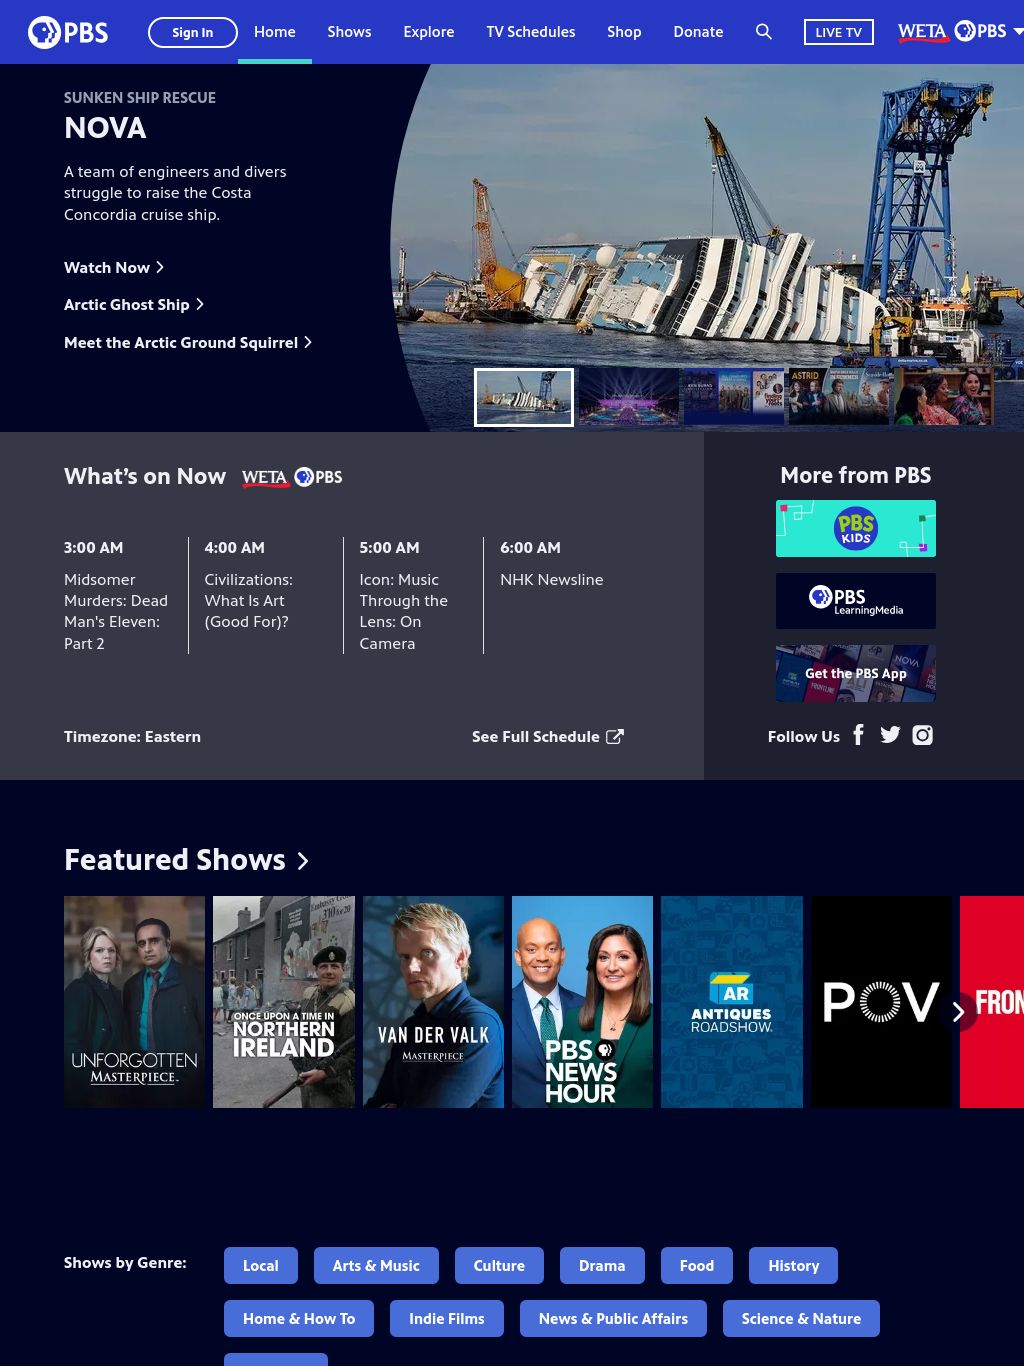 PBS
Sign In
Home
Shows
Explore
TV Schedules
Shop
Donate
LIVE TV
WETA PBS
SUNKEN SHIP RESCUE
NOVA
A team of engineers and divers
struggle to raise the Costa
Concordia cruise ship.
Watch Now
Arctic Ghost Ship
Meet the Arctic Ground Squirrel
ASTRID
What's on Now
WETA PBS
3:00 AM
Midsomer
Murders: Dead
Man's Eleven:
Part 2
4:00 AM
Civilizations:
What Is Art
(Good For)?
5:00 AM
Icon: Music
Through the
Lens: On
Camera
6:00 AM
NHK Newsline
Timezone: Eastern
See Full Schedule
More from PBS
PBS
KIDS
PBS
LearningMedia
NOVA
FRONTLINE
Get the PBS App
Follow Us
Featured Shows
UNFORGOTTEN
MASTERPIECE
ONCE UPON A TIME IN
NORTHERN
IRELAND
VAN DER VALK
MASTERPIECE
PBS
NEWS
HOUR
AR
ANTIQUES
ROADSHOW
POV
FRON
Shows by Genre:
Local
Arts & Music
Culture
Drama
Food
History
Home & How To
Indie Films
News & Public Affairs
Science & Nature